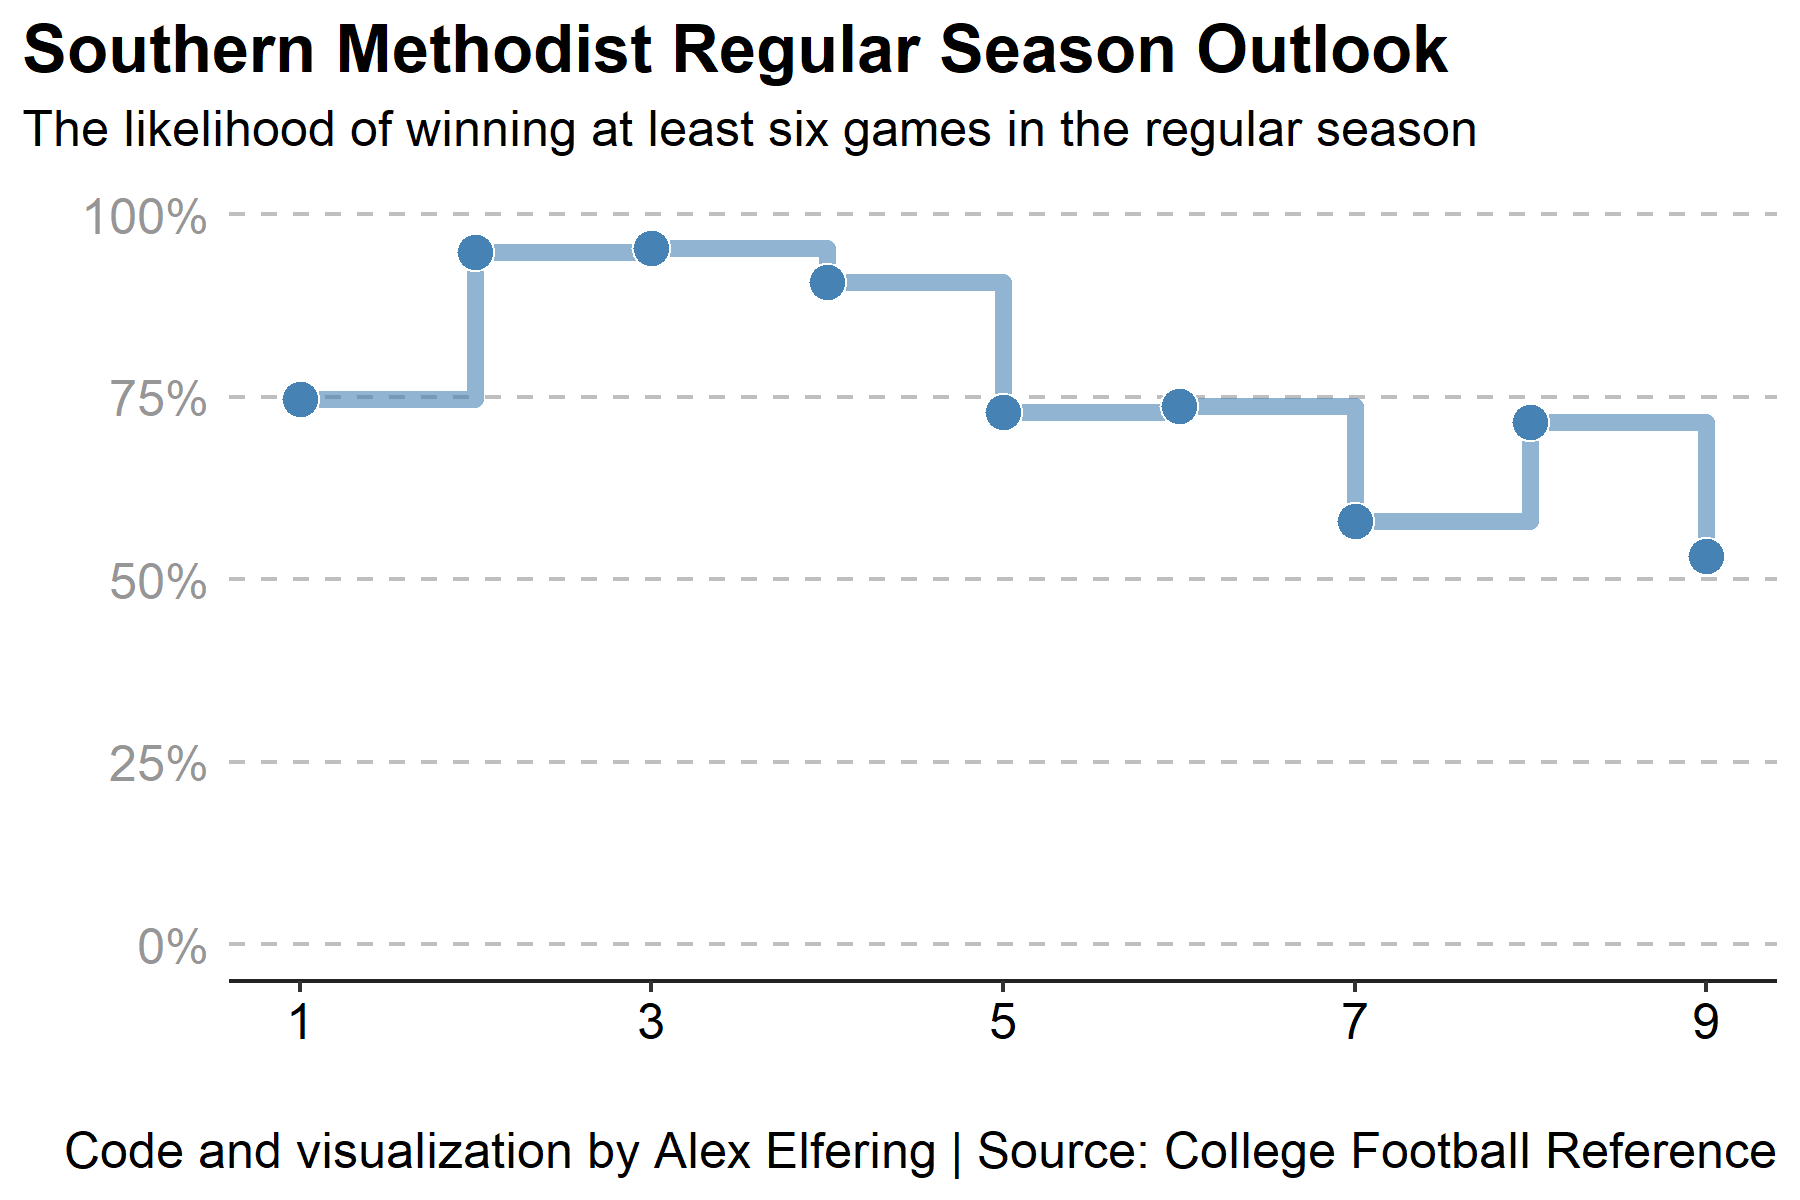 Southern Methodist Regular Season Outlook
The likelihood of winning at least six games in the regular season
100%
75%
50%
25%
0%
1 3 5 7 9
Code and visualization by Alex Elfering | Source: College Football Reference